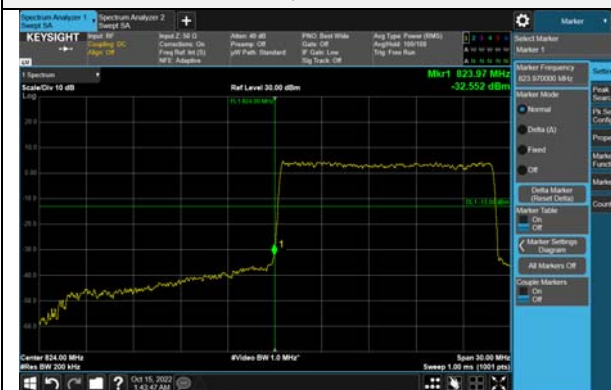 Spectrum Analyzer 1
Swept SA
Spectrum Analyzer 2
Swept SA
Marker
KEYSIGHT
Input: RF
Coupling: DC
Align: Off
Input Z: 50 Ω
Corrections: On
Freq Ref: Int (S)
NFE: Adaptive
Atten: 40 dB
Preamp: Off
µW Path: Standard
PNO: Best Wide
Gate: Off
IF Gain: Low
Sig Track: Off
Avg Type: Power (RMS)
Avg|Hold: 100/100
Trig: Free Run
Select Marker
Marker 1
LV
1 Spectrum
Scale/Div 10 dB
Log
Ref Level 30.00 dBm
Mkr1 823.97 MHz
-32.552 dBm
Marker Frequency
823.970000 MHz
Marker Mode
Normal
Delta (Δ)
Fixed
Off
Delta Marker
(Reset Delta)
Marker Table
On
Off
Marker Settings
Diagram
All Markers Off
Couple Markers
On
Off
1
Center 824.00 MHz
#Res BW 200 kHz
#Video BW 1.0 MHz*
Span 30.00 MHz
Sweep 1.00 ms (1001 pts)
Oct 15, 2022
1:43:47 AM